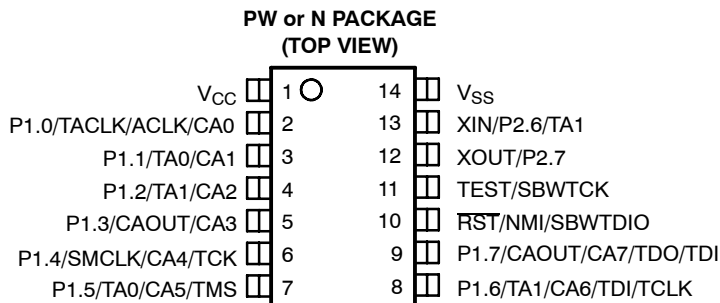 PW or N PACKAGE
(TOP VIEW)
VCC 1 14 VSS
P1.0/TACLK/ACLK/CA0 2 13 XIN/P2.6/TA1
P1.1/TA0/CA1 3 12 XOUT/P2.7
P1.2/TA1/CA2 4 11 TEST/SBWTCK
P1.3/CAOUT/CA3 5 10 RST/NMI/SBWTDIO
P1.4/SMCLK/CA4/TCK 6 9 P1.7/CAOUT/CA7/TDO/TDI
P1.5/TA0/CA5/TMS 7 8 P1.6/TA1/CA6/TDI/TCLK